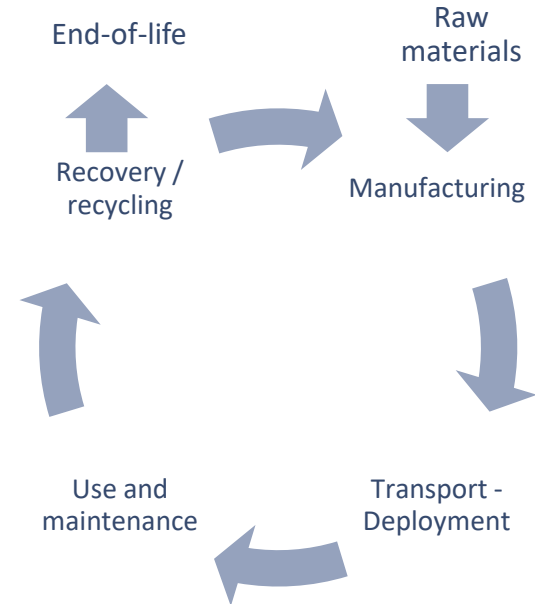 End-of-life
Raw
materials
Recovery /
recycling
Manufacturing
Use and
maintenance
Transport -
Deployment